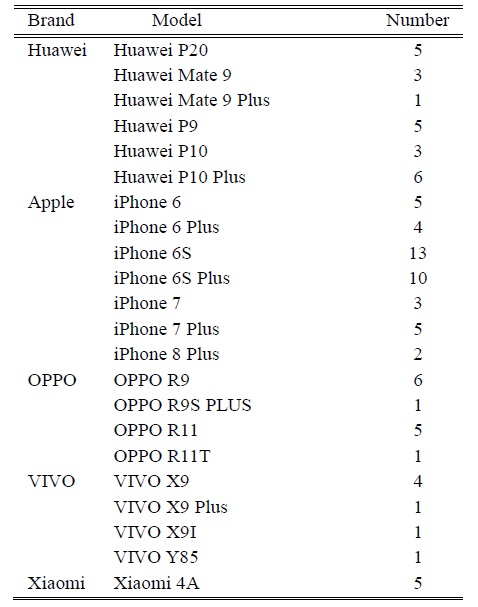 Brand Model Number
Huawei Huawei P20 5
Huawei Mate 9 3
Huawei Mate 9 Plus 1
Huawei P9 5
Huawei P10 3
Huawei P10 Plus 6
Apple iPhone 6 5
iPhone 6 Plus 4
iPhone 6S 13
iPhone 6S Plus 10
iPhone 7 3
iPhone 7 Plus 5
iPhone 8 Plus 2
OPPO OPPO R9 6
OPPO R9S PLUS 1
OPPO R11 5
OPPO R11T 1
VIVO VIVO X9 4
VIVO X9 Plus 1
VIVO X9I 1
VIVO Y85 1
Xiaomi Xiaomi 4A 5